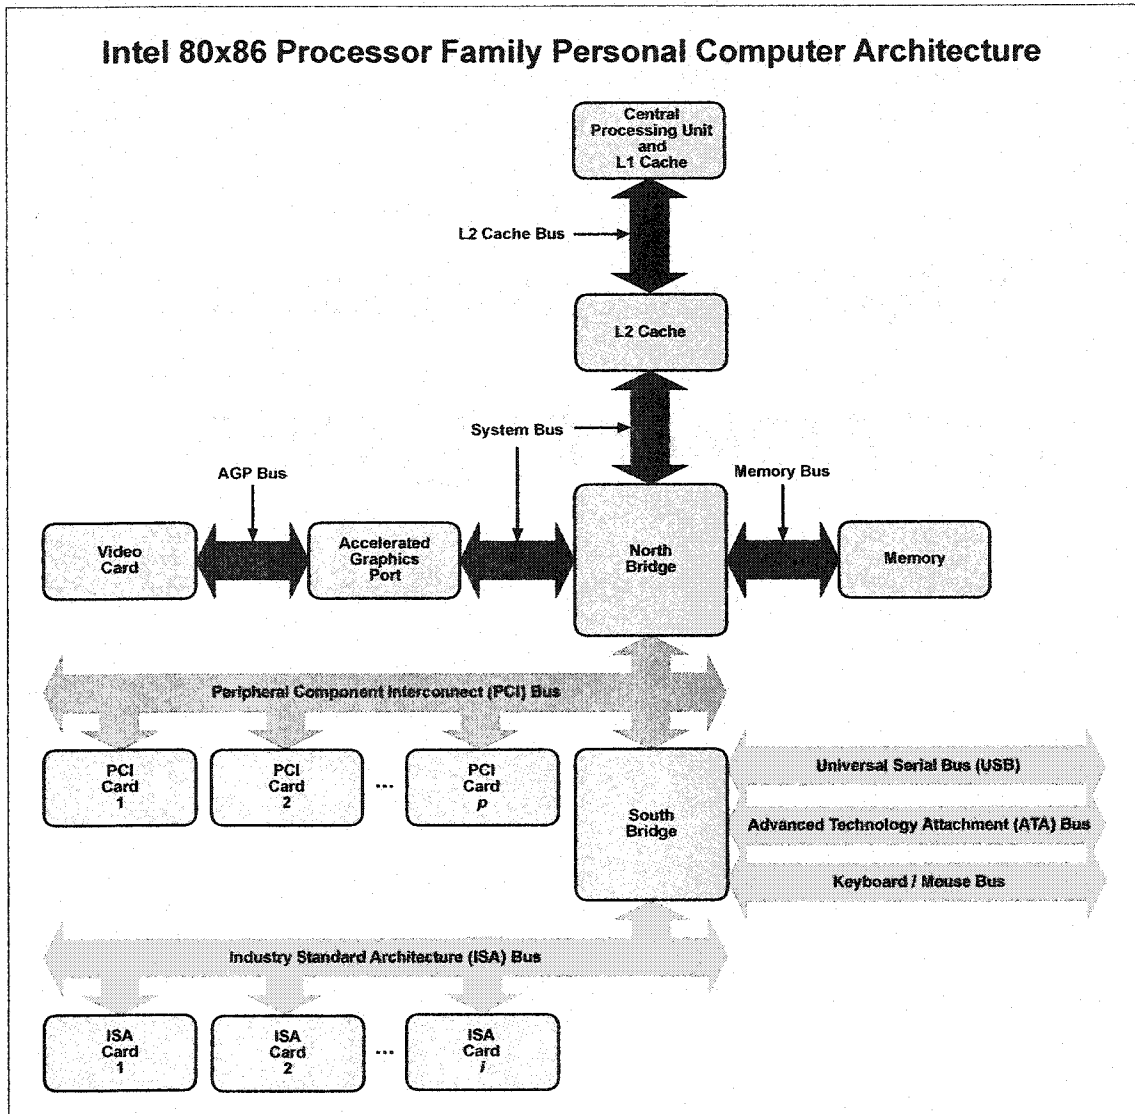 Intel 80x86 Processor Family Personal Computer Architecture
Central
Processing Unit
and
L1 Cache
L2 Cache Bus
L2 Cache
System Bus
AGP Bus
Memory Bus
Video
Card
Accelerated
Graphics
Port
North
Bridge
Memory
Peripheral Component Interconnect (PCI) Bus
PCI
Card
1
PCI
Card
2
...
PCI
Card
p
South
Bridge
Universal Serial Bus (USB)
Advanced Technology Attachment (ATA) Bus
Keyboard / Mouse Bus
Industry Standard Architecture (ISA) Bus
ISA
Card
1
ISA
Card
2
...
ISA
Card
i